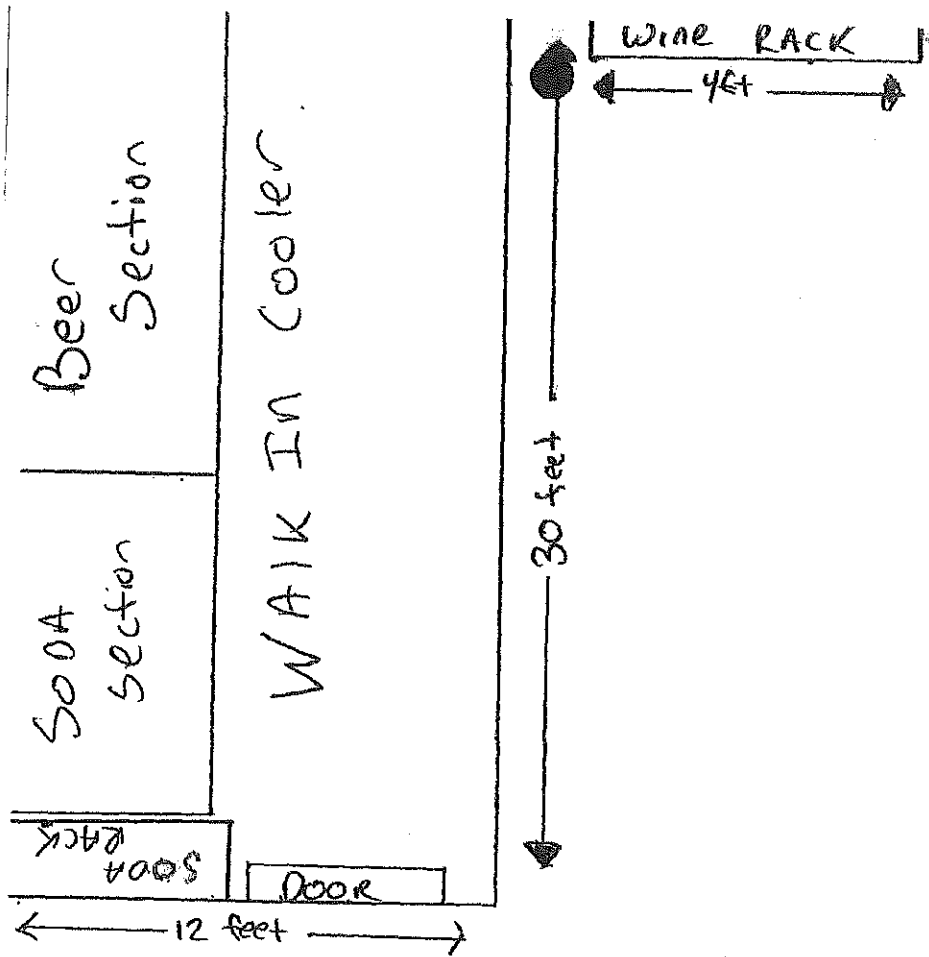 Wine RACK
4ft
Beer
Section
WAlK In Cooler
30 feet
SODA
Section
SODA
RACK
DOOR
12 feet